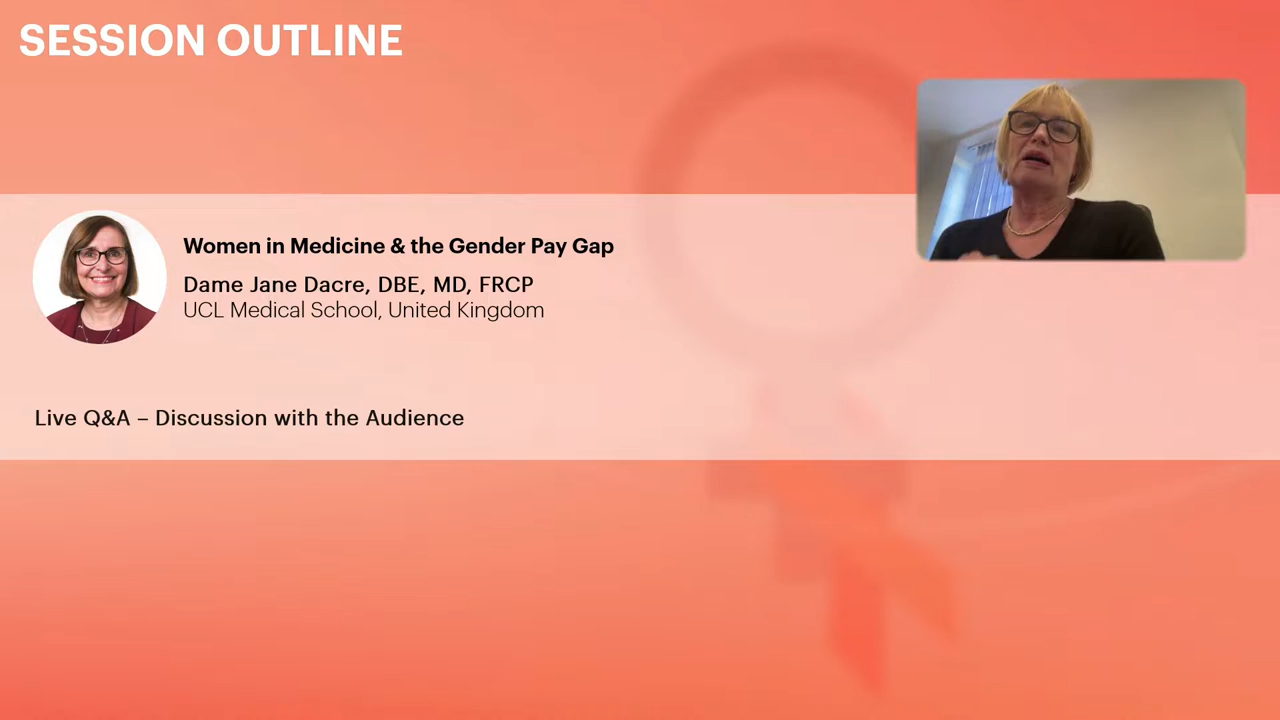 SESSION OUTLINE
Women in Medicine & the Gender Pay Gap
Dame Jane Dacre, DBE, MD, FRCP
UCL Medical School, United Kingdom
Live Q&A – Discussion with the Audience